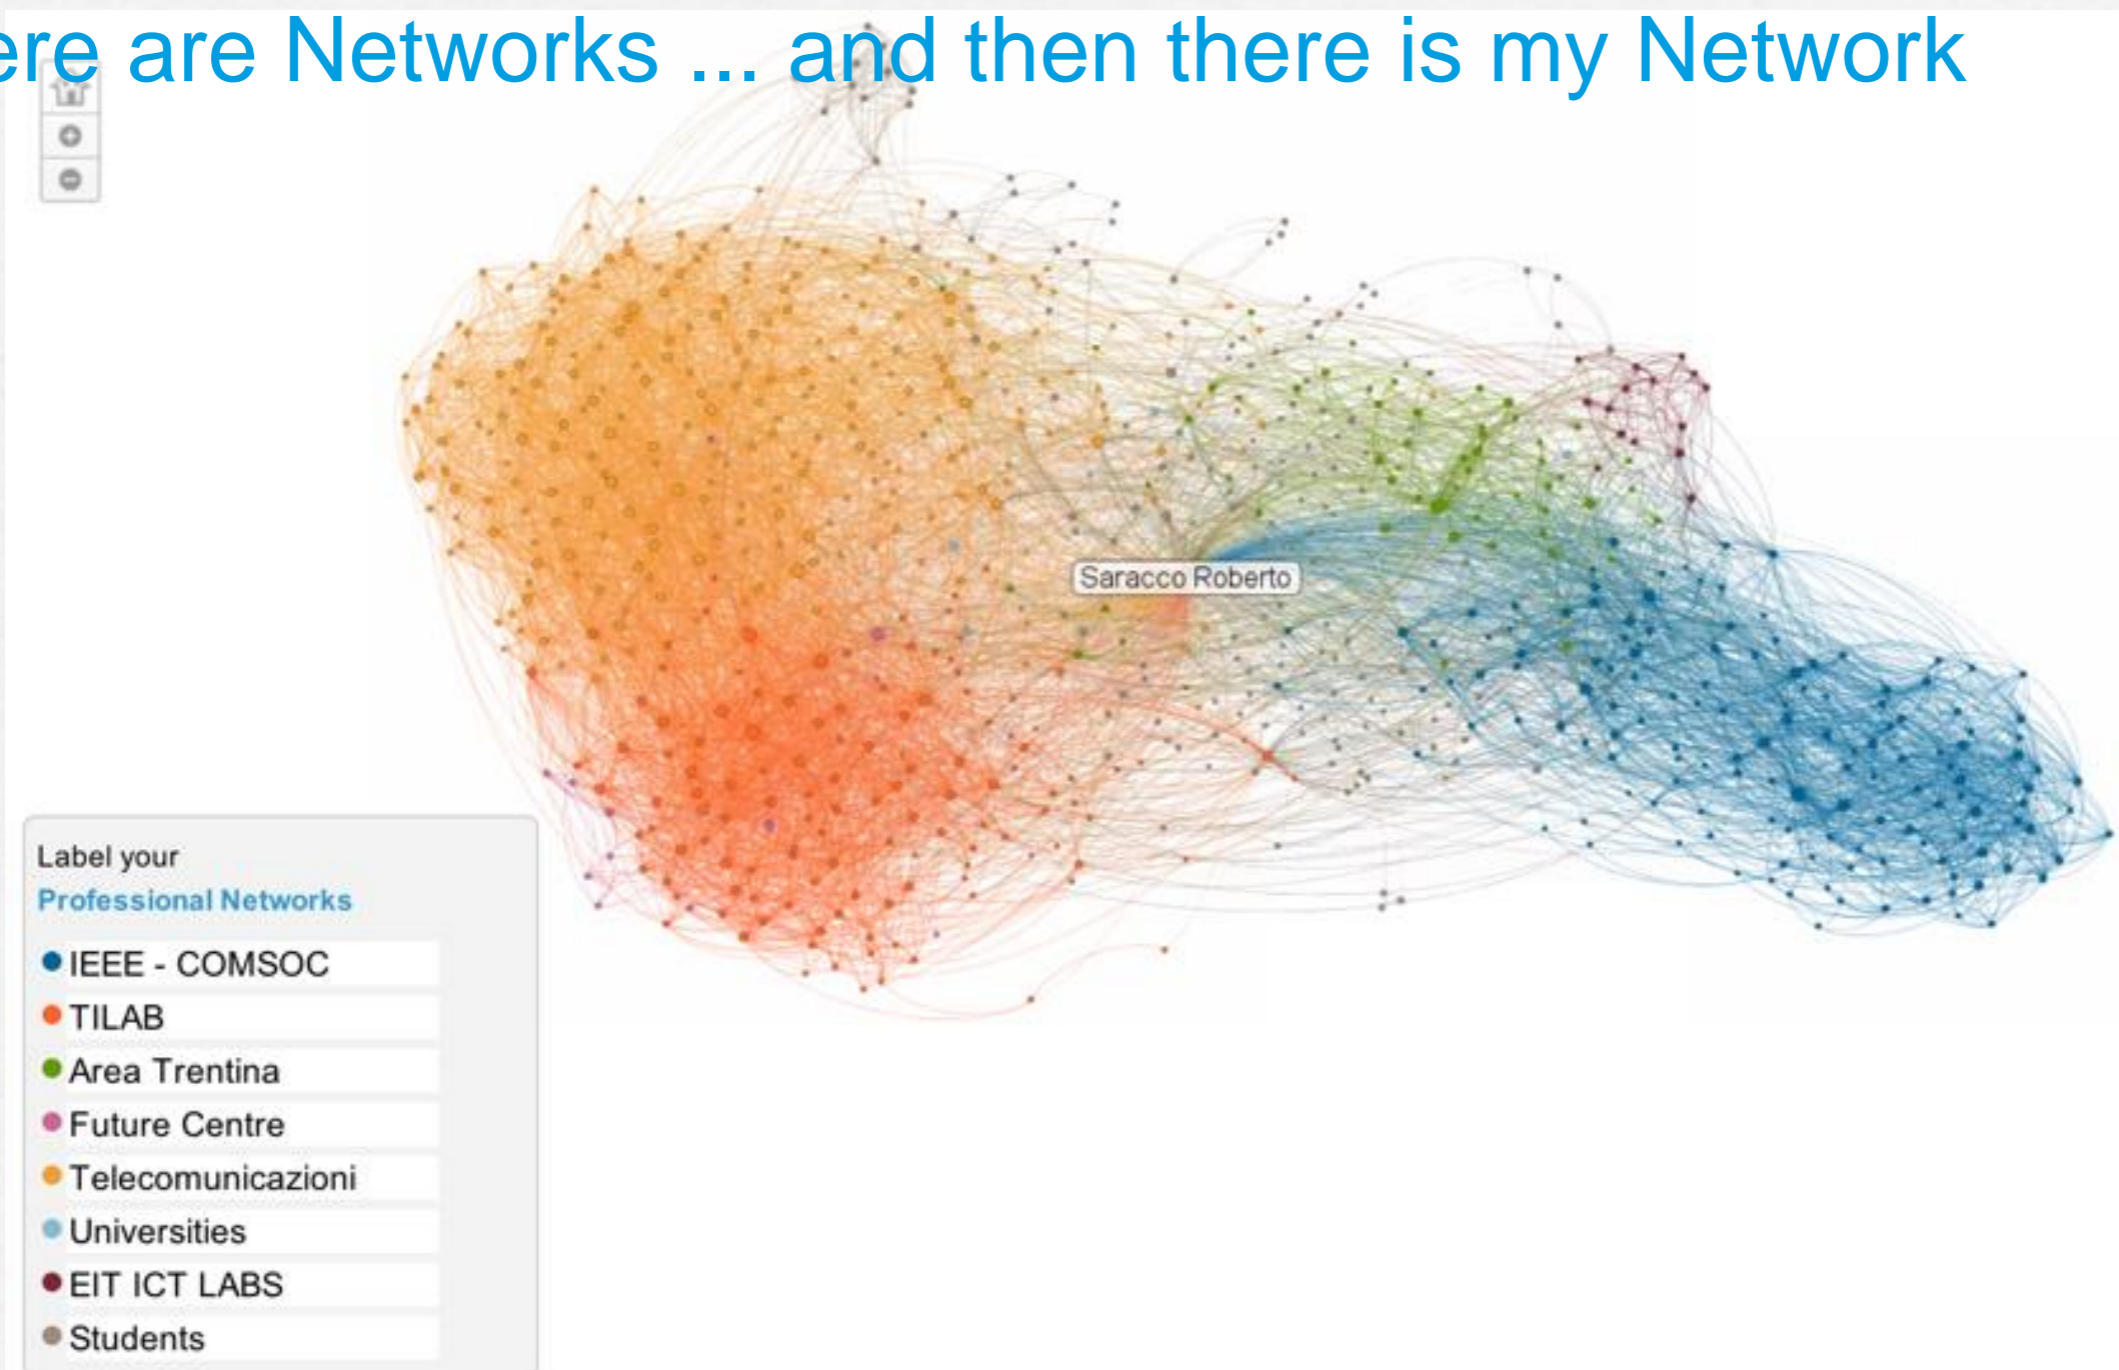 ere are Networks ... and then there is my Network
Saracco Roberto
Label your
Professional Networks
IEEE - COMSOC
TILAB
Area Trentina
Future Centre
Telecomunicazioni
Universities
EIT ICT LABS
Students